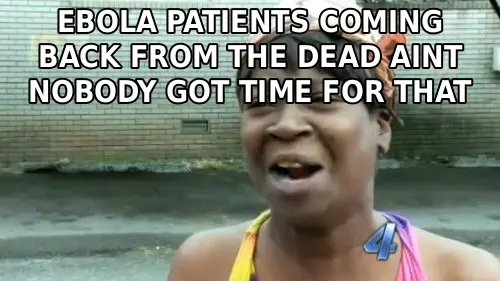 EBOLA PATIENTS COMING
BACK FROM THE DEAD AINT
NOBODY GOT TIME FOR THAT
4